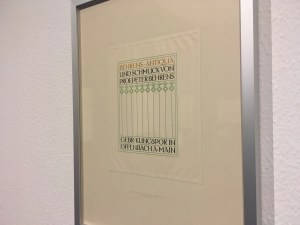 BEHRENS-ANTIQUA
UND SCHMUCK VON
PROF. PETER BEHRENS
GEBR. KLINGSPOR IN
OFFENBACH A. MAIN